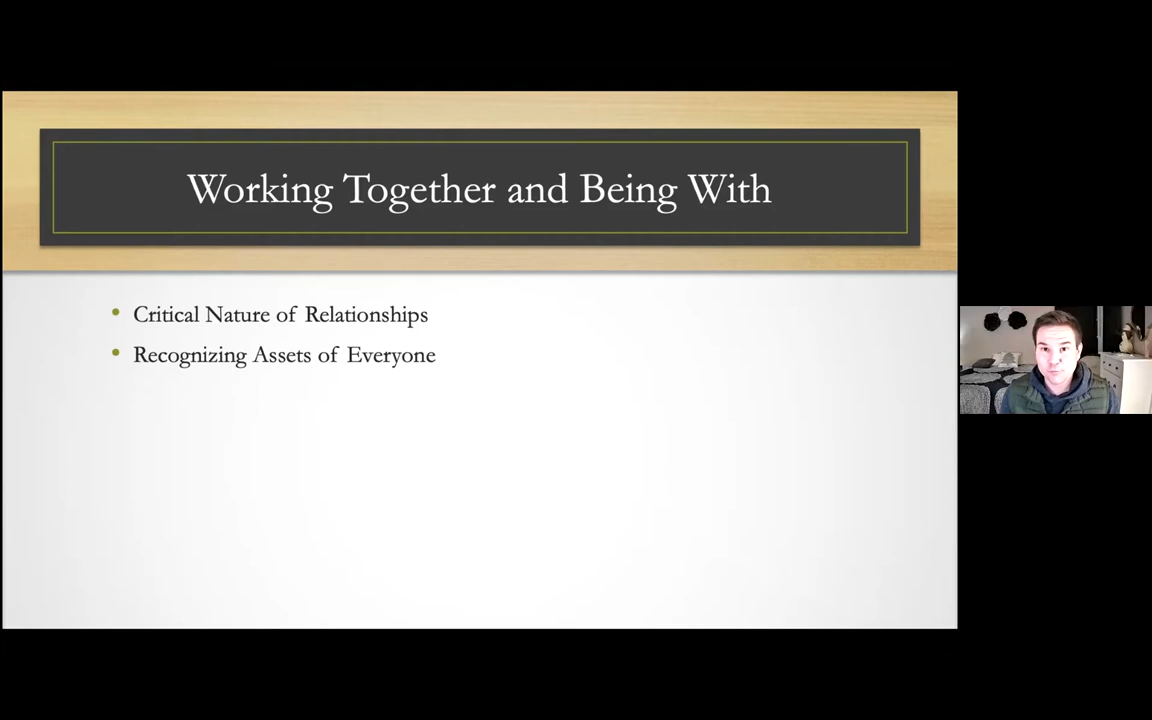 Working Together and Being With
Critical Nature of Relationships
Recognizing Assets of Everyone